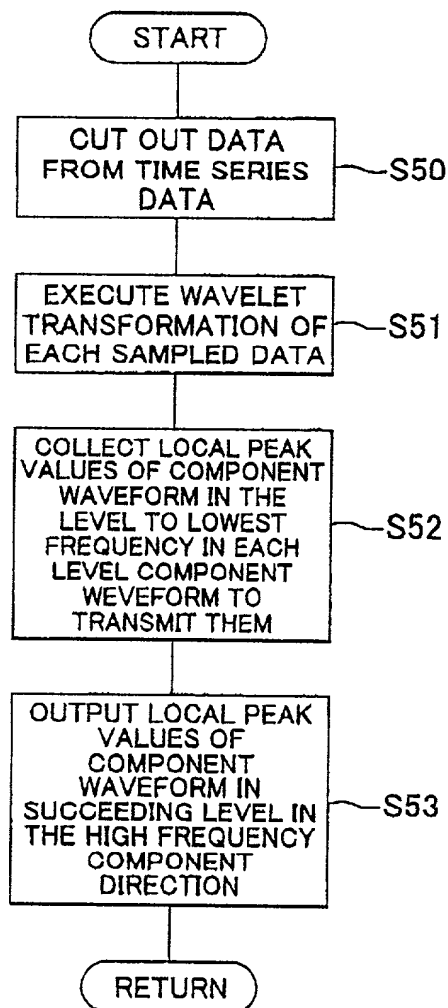 START
CUT OUT DATA
FROM TIME SERIES
DATA
S50
EXECUTE WAVELET
TRANSFORMATION OF
EACH SAMPLED DATA
S51
COLLECT LOCAL PEAK
VALUES OF COMPONENT
WAVEFORM IN THE
LEVEL TO LOWEST
FREQUENCY IN EACH
LEVEL COMPONENT
WEVEFORM TO
TRANSMIT THEM
S52
OUTPUT LOCAL PEAK
VALUES OF
COMPONENT
WAVEFORM IN
SUCCEEDING LEVEL IN
THE HIGH FREQUENCY
COMPONENT
DIRECTION
S53
RETURN